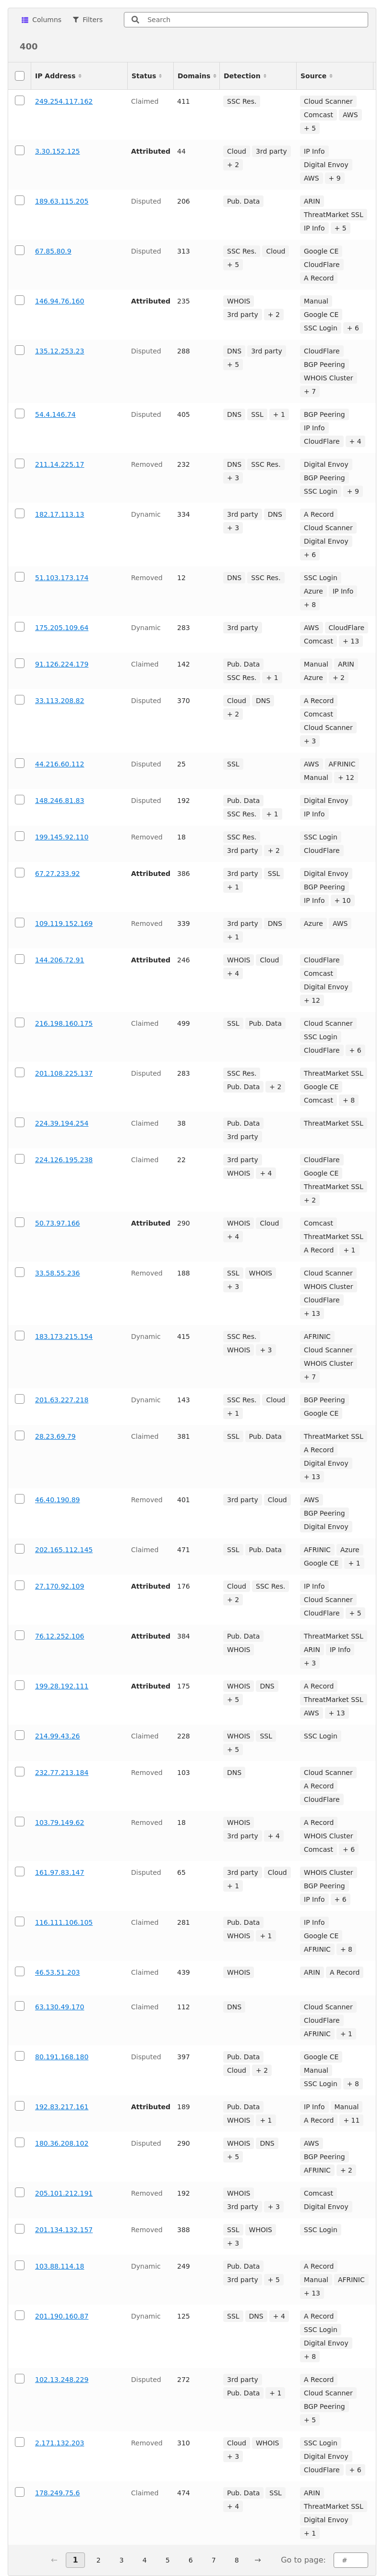 Columns Filters Search
400
IP Address Status Domains Detection Source
249.254.117.162 Claimed 411 SSC Res. Cloud Scanner
Comcast AWS
+ 5
3.30.152.125 Attributed 44 Cloud 3rd party IP Info
+ 2 Digital Envoy
AWS + 9
189.63.115.205 Disputed 206 Pub. Data ARIN
ThreatMarket SSL
IP Info + 5
67.85.80.9 Disputed 313 SSC Res. Cloud Google CE
+ 5 CloudFlare
A Record
146.94.76.160 Attributed 235 WHOIS Manual
3rd party + 2 Google CE
SSC Login + 6
135.12.253.23 Disputed 288 DNS 3rd party CloudFlare
+ 5 BGP Peering
WHOIS Cluster
+ 7
54.4.146.74 Disputed 405 DNS SSL + 1 BGP Peering
IP Info
CloudFlare + 4
211.14.225.17 Removed 232 DNS SSC Res. Digital Envoy
+ 3 BGP Peering
SSC Login + 9
182.17.113.13 Dynamic 334 3rd party DNS A Record
+ 3 Cloud Scanner
Digital Envoy
+ 6
51.103.173.174 Removed 12 DNS SSC Res. SSC Login
Azure IP Info
+ 8
175.205.109.64 Dynamic 283 3rd party AWS CloudFlare
Comcast + 13
91.126.224.179 Claimed 142 Pub. Data Manual ARIN
SSC Res. + 1 Azure + 2
33.113.208.82 Disputed 370 Cloud DNS A Record
+ 2 Comcast
Cloud Scanner
+ 3
44.216.60.112 Disputed 25 SSL AWS AFRINIC
Manual + 12
148.246.81.83 Disputed 192 Pub. Data Digital Envoy
SSC Res. + 1 IP Info
199.145.92.110 Removed 18 SSC Res. SSC Login
3rd party + 2 CloudFlare
67.27.233.92 Attributed 386 3rd party SSL Digital Envoy
+ 1 BGP Peering
IP Info + 10
109.119.152.169 Removed 339 3rd party DNS Azure AWS
+ 1
144.206.72.91 Attributed 246 WHOIS Cloud CloudFlare
+ 4 Comcast
Digital Envoy
+ 12
216.198.160.175 Claimed 499 SSL Pub. Data Cloud Scanner
SSC Login
CloudFlare + 6
201.108.225.137 Disputed 283 SSC Res. ThreatMarket SSL
Pub. Data + 2 Google CE
Comcast + 8
224.39.194.254 Claimed 38 Pub. Data ThreatMarket SSL
3rd party
224.126.195.238 Claimed 22 3rd party CloudFlare
WHOIS + 4 Google CE
ThreatMarket SSL
+ 2
50.73.97.166 Attributed 290 WHOIS Cloud Comcast
+ 4 ThreatMarket SSL
A Record + 1
33.58.55.236 Removed 188 SSL WHOIS Cloud Scanner
+ 3 WHOIS Cluster
CloudFlare
+ 13
183.173.215.154 Dynamic 415 SSC Res. AFRINIC
WHOIS + 3 Cloud Scanner
WHOIS Cluster
+ 7
201.63.227.218 Dynamic 143 SSC Res. Cloud BGP Peering
+ 1 Google CE
28.23.69.79 Claimed 381 SSL Pub. Data ThreatMarket SSL
A Record
Digital Envoy
+ 13
46.40.190.89 Removed 401 3rd party Cloud AWS
BGP Peering
Digital Envoy
202.165.112.145 Claimed 471 SSL Pub. Data AFRINIC Azure
Google CE + 1
27.170.92.109 Attributed 176 Cloud SSC Res. IP Info
+ 2 Cloud Scanner
CloudFlare + 5
76.12.252.106 Attributed 384 Pub. Data ThreatMarket SSL
WHOIS ARIN IP Info
+ 3
199.28.192.111 Attributed 175 WHOIS DNS A Record
+ 5 ThreatMarket SSL
AWS + 13
214.99.43.26 Claimed 228 WHOIS SSL SSC Login
+ 5
232.77.213.184 Removed 103 DNS Cloud Scanner
A Record
CloudFlare
103.79.149.62 Removed 18 WHOIS A Record
3rd party + 4 WHOIS Cluster
Comcast + 6
161.97.83.147 Disputed 65 3rd party Cloud WHOIS Cluster
+ 1 BGP Peering
IP Info + 6
116.111.106.105 Claimed 281 Pub. Data IP Info
WHOIS + 1 Google CE
AFRINIC + 8
46.53.51.203 Claimed 439 WHOIS ARIN A Record
63.130.49.170 Claimed 112 DNS Cloud Scanner
CloudFlare
AFRINIC + 1
80.191.168.180 Disputed 397 Pub. Data Google CE
Cloud + 2 Manual
SSC Login + 8
192.83.217.161 Attributed 189 Pub. Data IP Info Manual
WHOIS + 1 A Record + 11
180.36.208.102 Disputed 290 WHOIS DNS AWS
+ 5 BGP Peering
AFRINIC + 2
205.101.212.191 Removed 192 WHOIS Comcast
3rd party + 3 Digital Envoy
201.134.132.157 Removed 388 SSL WHOIS SSC Login
+ 3
103.88.114.18 Dynamic 249 Pub. Data A Record
3rd party + 5 Manual AFRINIC
+ 13
201.190.160.87 Dynamic 125 SSL DNS + 4 A Record
SSC Login
Digital Envoy
+ 8
102.13.248.229 Disputed 272 3rd party A Record
Pub. Data + 1 Cloud Scanner
BGP Peering
+ 5
2.171.132.203 Removed 310 Cloud WHOIS SSC Login
+ 3 Digital Envoy
CloudFlare + 6
178.249.75.6 Claimed 474 Pub. Data SSL ARIN
+ 4 ThreatMarket SSL
Digital Envoy
+ 1
← 1 2 3 4 5 6 7 8 → Go to page: #